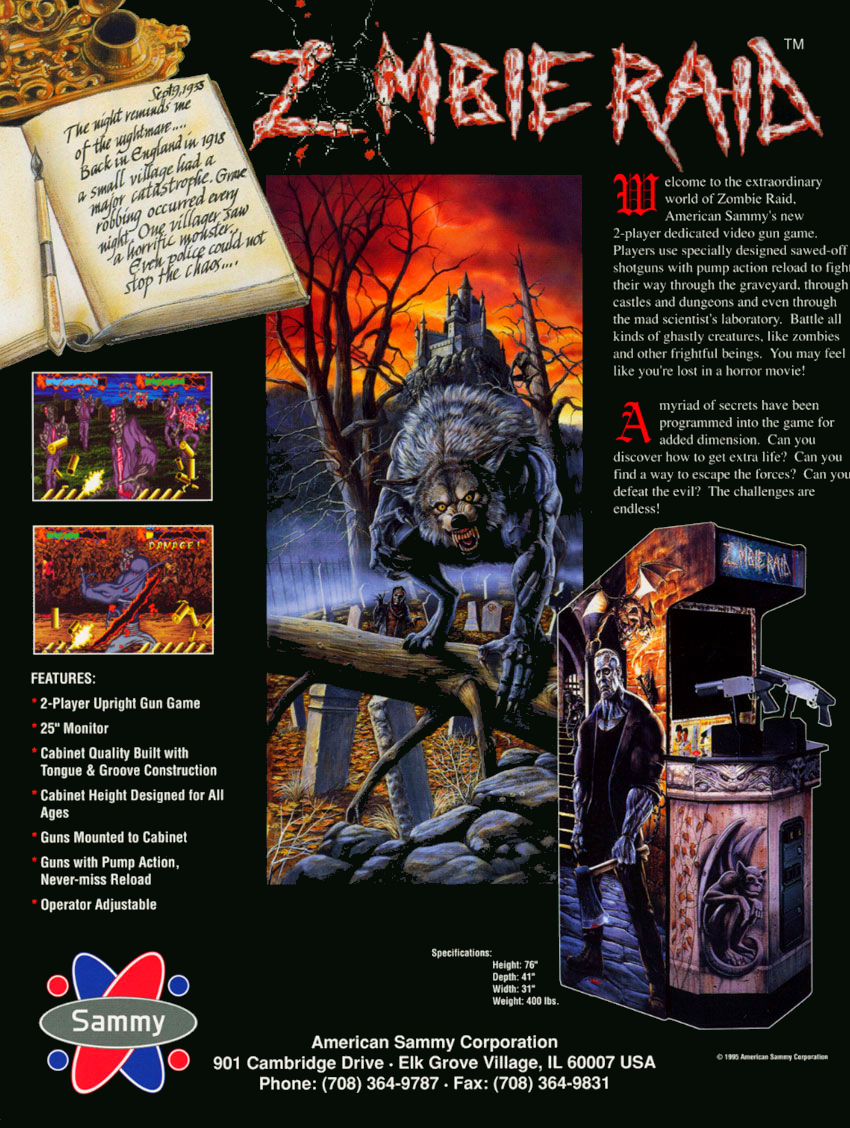 ZOMBIE RAID™
Sept 9, 1935
The night reminds me
of the nightmare....
Back in England in 1918
a small village had a
major catastrophe. Grave
robbing occurred every
night. One villager saw
a horrific monster,
Even police could not
stop the chaos....
Welcome to the extraordinary
world of Zombie Raid,
American Sammy's new
2-player dedicated video gun game.
Players use specially designed sawed-off
shotguns with pump action reload to fight
their way through the graveyard, through
castles and dungeons and even through
the mad scientist's laboratory. Battle all
kinds of ghastly creatures, like zombies
and other frightful beings. You may feel
like you're lost in a horror movie!
A myriad of secrets have been
programmed into the game for
added dimension. Can you
discover how to get extra life? Can you
find a way to escape the forces? Can you
defeat the evil? The challenges are
endless!
DAMAGE!
ZOMBIE RAID
FEATURES:
* 2-Player Upright Gun Game
* 25" Monitor
* Cabinet Quality Built with
Tongue & Groove Construction
* Cabinet Height Designed for All
Ages
* Guns Mounted to Cabinet
* Guns with Pump Action,
Never-miss Reload
* Operator Adjustable
Specifications:
Height: 76"
Depth: 41"
Width: 31"
Weight: 400 lbs.
Sammy
American Sammy Corporation
901 Cambridge Drive · Elk Grove Village, IL 60007 USA
Phone: (708) 364-9787 · Fax: (708) 364-9831
© 1995 American Sammy Corporation